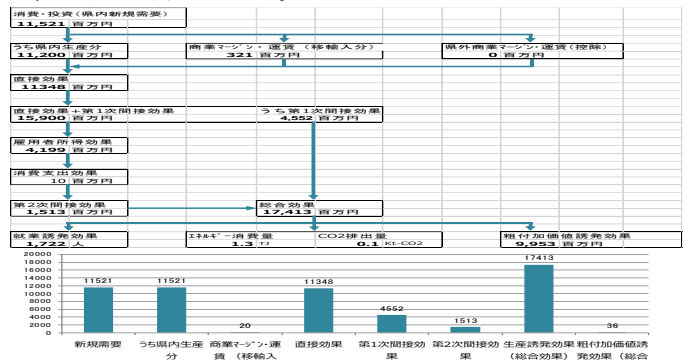 消費・投資(県内新規需要)
11,521 百万円
うち県内生産分 商業マージン・運賃 (移輸入分) 県外商業マージン・運賃(控除)
11,200 百万円 321 百万円 0 百万円
直接効果
11348 百万円
直接効果+第1次間接効果 うち第1次間接効果
15,900 百万円 4,552 百万円
雇用者所得効果
4,199 百万円
消費支出効果
10 百万円
第2次間接効果 総合効果
1,513 百万円 17,413 百万円
就業誘発効果 エネルギー消費量 CO2排出量 粗付加価値誘発効果
1,722 人 1.3 TJ 0.1 Kt-CO2 9,953 百万円
20000
18000
16000
14000
12000
10000
8000
6000
4000
2000
0
11521 11521 20 11348 4552 1513 17413 36
新規需要 うち県内生産 商業マージン・運 直接効果 第1次間接効 第2次間接効 生産誘発効果 粗付加価値誘
分 賃 (移輸入 果 果 (総合効果) 発効果 (総合